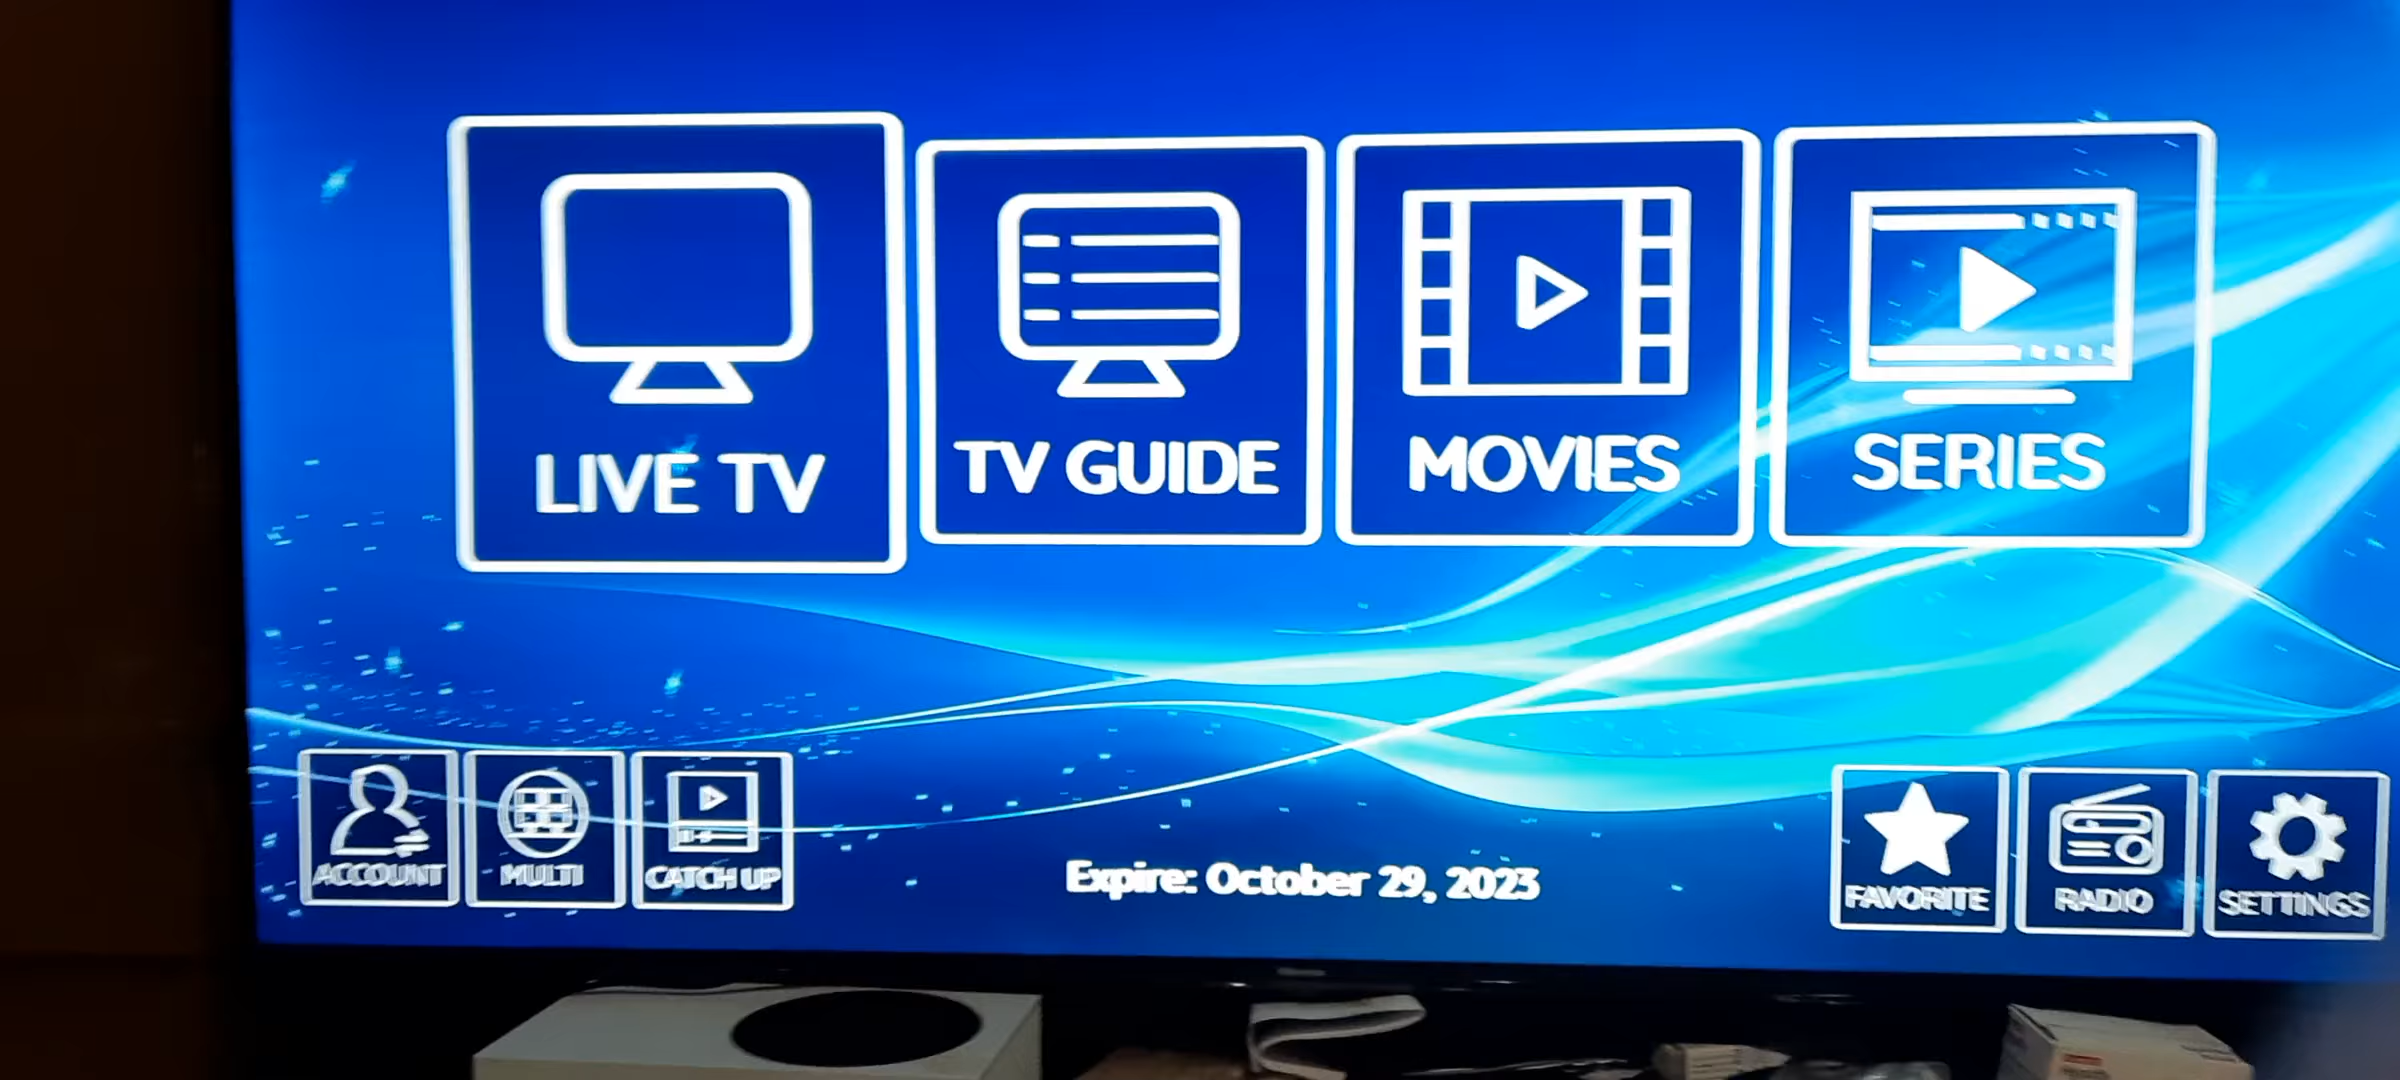 LIVE TV
TV GUIDE
MOVIES
SERIES
ACCOUNT
MULTI
CATCH UP
Expire: October 29, 2023
FAVORITE
RADIO
SETTINGS